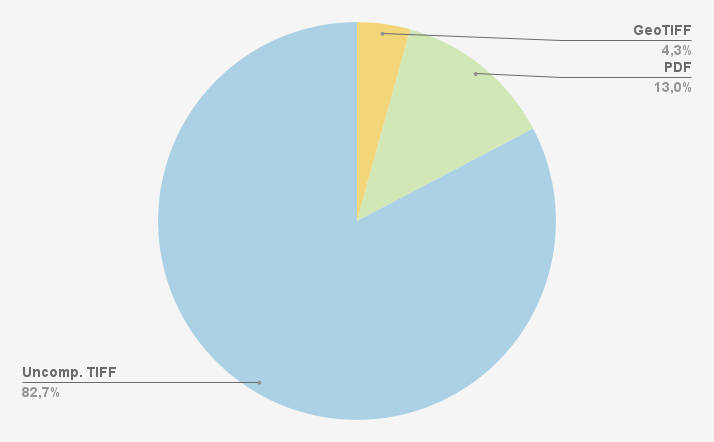 GeoTIFF
4,3%
PDF
13,0%
Uncomp. TIFF
82,7%